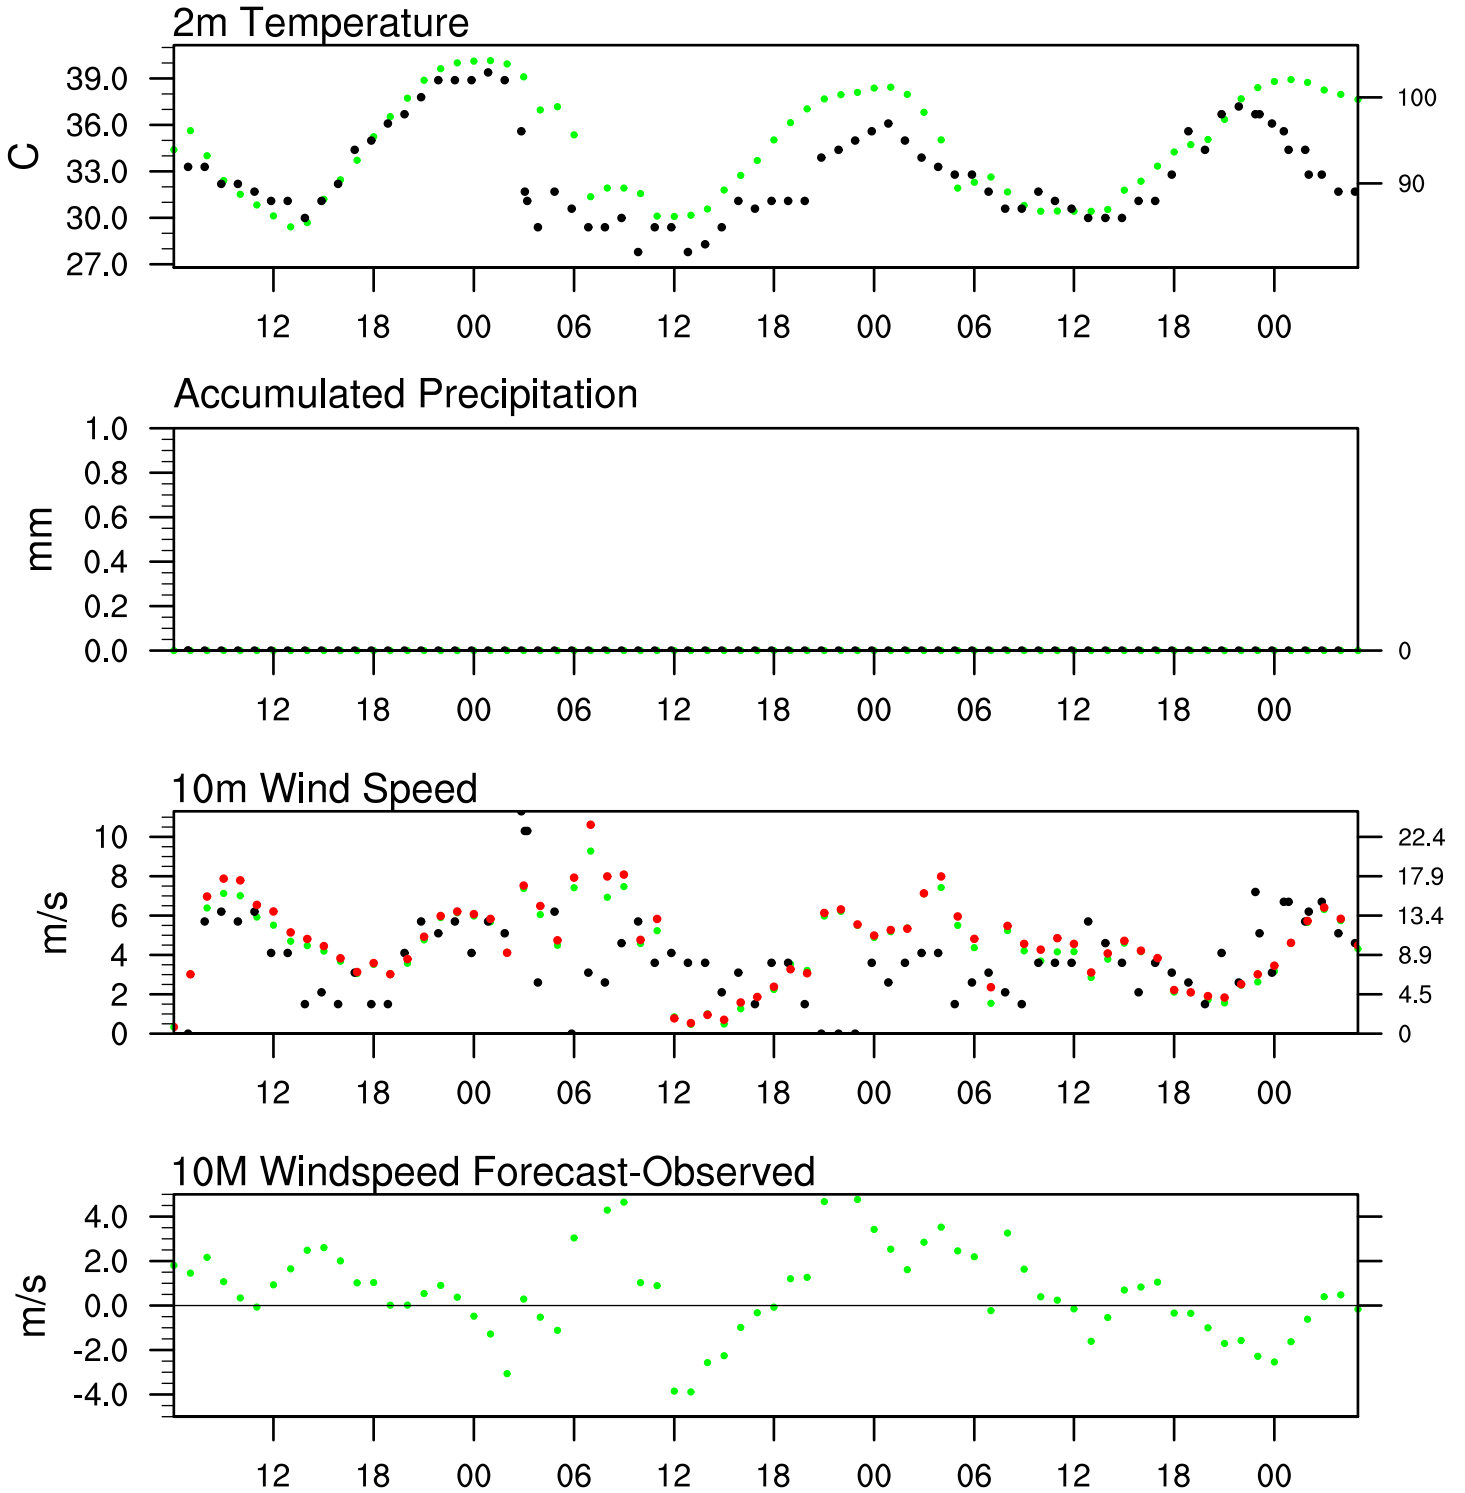 2m Temperature
39.0
36.0
33.0
30.0
27.0
C
100
90
12 18 00 06 12 18 00 06 12 18 00
Accumulated Precipitation
1.0
0.8
0.6
0.4
0.2
0.0
mm
0
12 18 00 06 12 18 00 06 12 18 00
10m Wind Speed
10
8
6
4
2
0
m/s
22.4
17.9
13.4
8.9
4.5
0
12 18 00 06 12 18 00 06 12 18 00
10M Windspeed Forecast-Observed
4.0
2.0
0.0
-2.0
-4.0
m/s
12 18 00 06 12 18 00 06 12 18 00